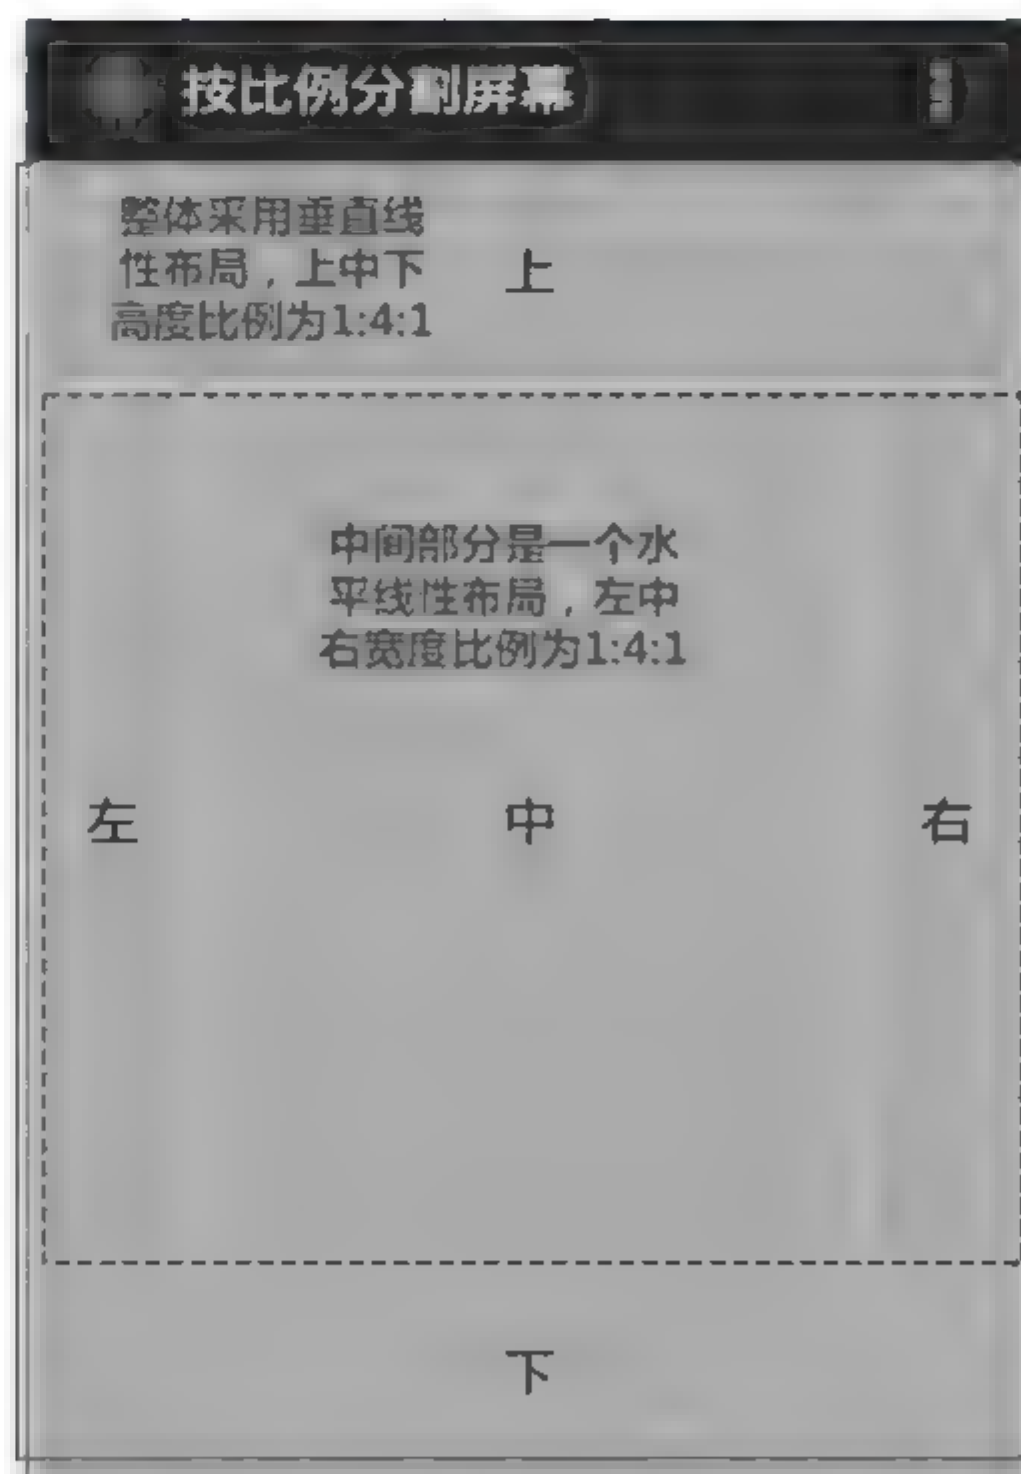 按比例分割屏幕
整体采用垂直线
性布局，上中下
高度比例为1:4:1
上
中间部分是一个水
平线性布局，左中
右宽度比例为1:4:1
左
中
右
下